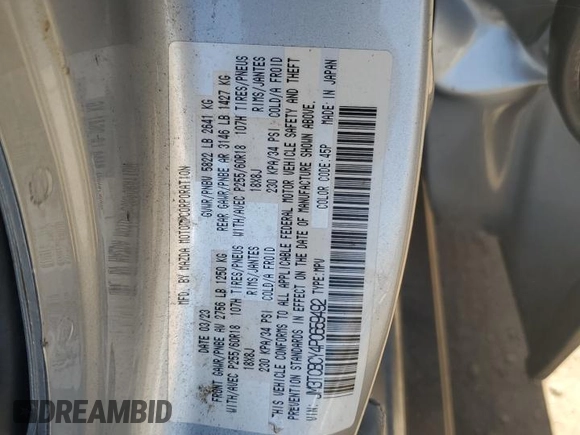 MFD. BY MAZDA MOTOR CORPORATION
DATE 03/23 GVWR/PNBV 5822 LB 2641 KG
FRONT GAWR/PNBE AV 2756 LB 1250 KG REAR GAWR/PNBE AR 3146 LB 1427 KG
WITH/AVEC P255/60R18 107H TIRES/PNEUS WITH/AVEC P255/60R18 107H TIRES/PNEUS
18X8J RIMS/JANTES 18X8J RIMS/JANTES
230 KPA/34 PSI COLD/A FROID 230 KPA/34 PSI COLD/A FROID
THIS VEHICLE CONFORMS TO ALL APPLICABLE FEDERAL MOTOR VEHICLE SAFETY AND THEFT
PREVENTION STANDARDS IN EFFECT ON THE DATE OF MANUFACTURE SHOWN ABOVE.
VIN: TYPE:MPV COLOR CODE:45P MADE IN JAPAN
DREAMBID